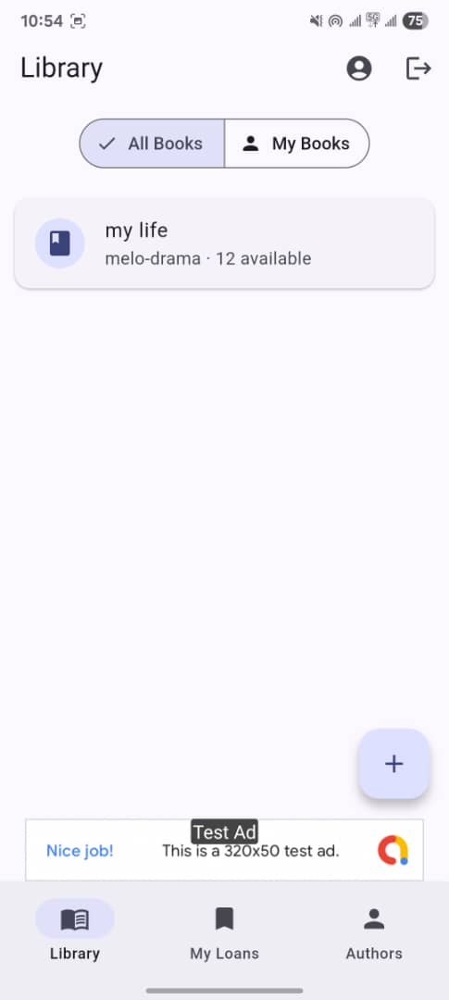 10:54
5G
75
Library
All Books
My Books
my life
melo-drama · 12 available
+
Test Ad
Nice job!
This is a 320x50 test ad.
Library
My Loans
Authors